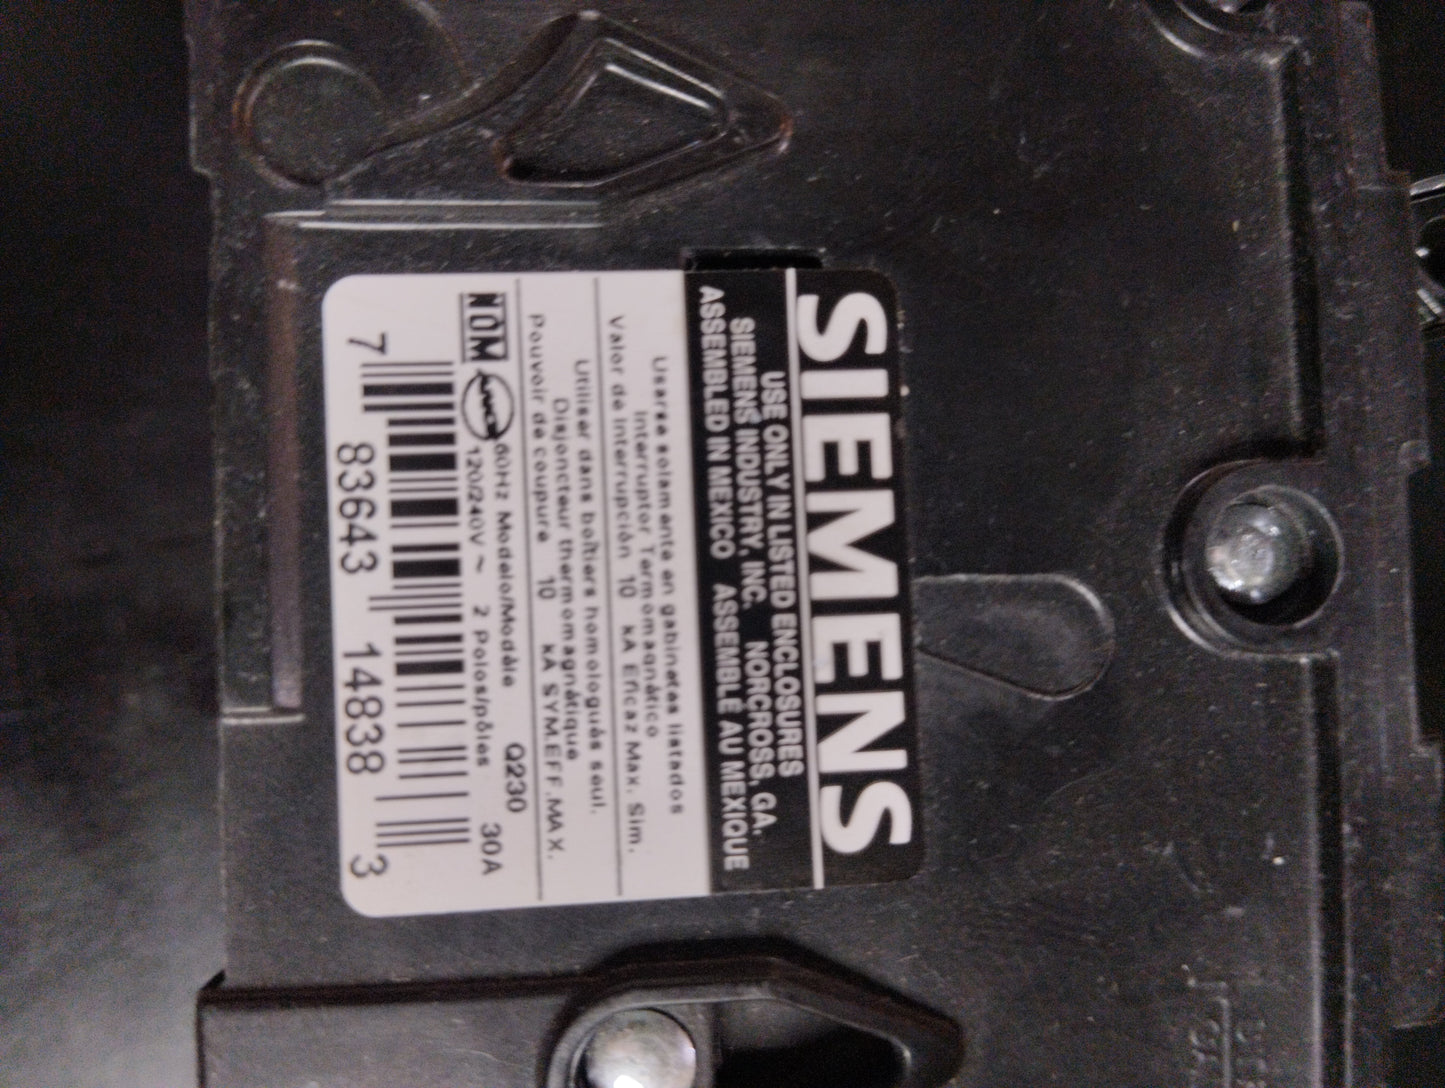 SIEMENS
USE ONLY IN LISTED ENCLOSURES
SIEMENS INDUSTRY, INC. NORCROSS, GA.
ASSEMBLED IN MEXICO ASSEMBLÉ AU MEXIQUE
Usarse solamente en gabinetes listados
Interruptor Termomagnético
Valor de Interrupción 10 kA Eficaz Max. Sim.
Utiliser dans boîtiers homologués seul.
Disjoncteur thermomagnétique
Pouvoir de coupure 10 kA SYM.EFF.MAX.
NOM ANCE 60Hz Modelo/Modèle Q230
120/240V ~ 2 Polos/pôles 30A
7 83643 14838 3